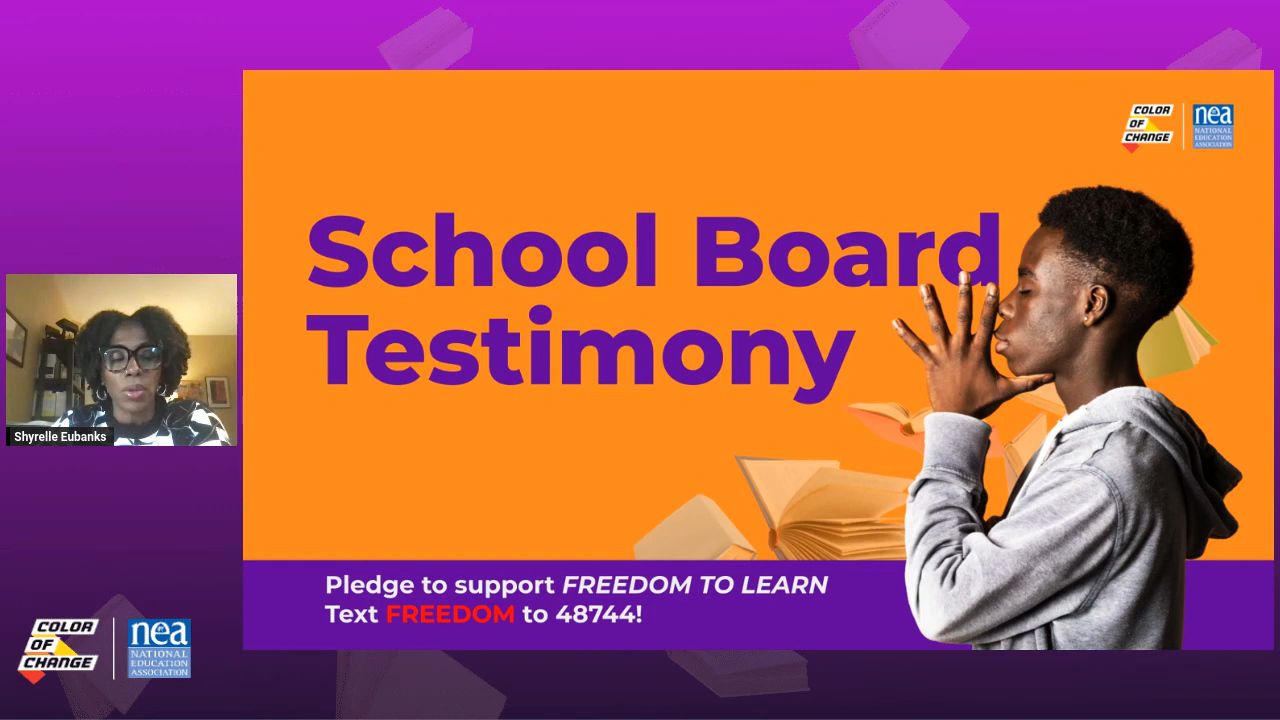 COLOR
OF
CHANGE
nea
NATIONAL
EDUCATION
ASSOCIATION
School Board
Testimony
Shyrelle Eubanks
Pledge to support FREEDOM TO LEARN
Text FREEDOM to 48744!
COLOR
OF
CHANGE
nea
NATIONAL
EDUCATION
ASSOCIATION